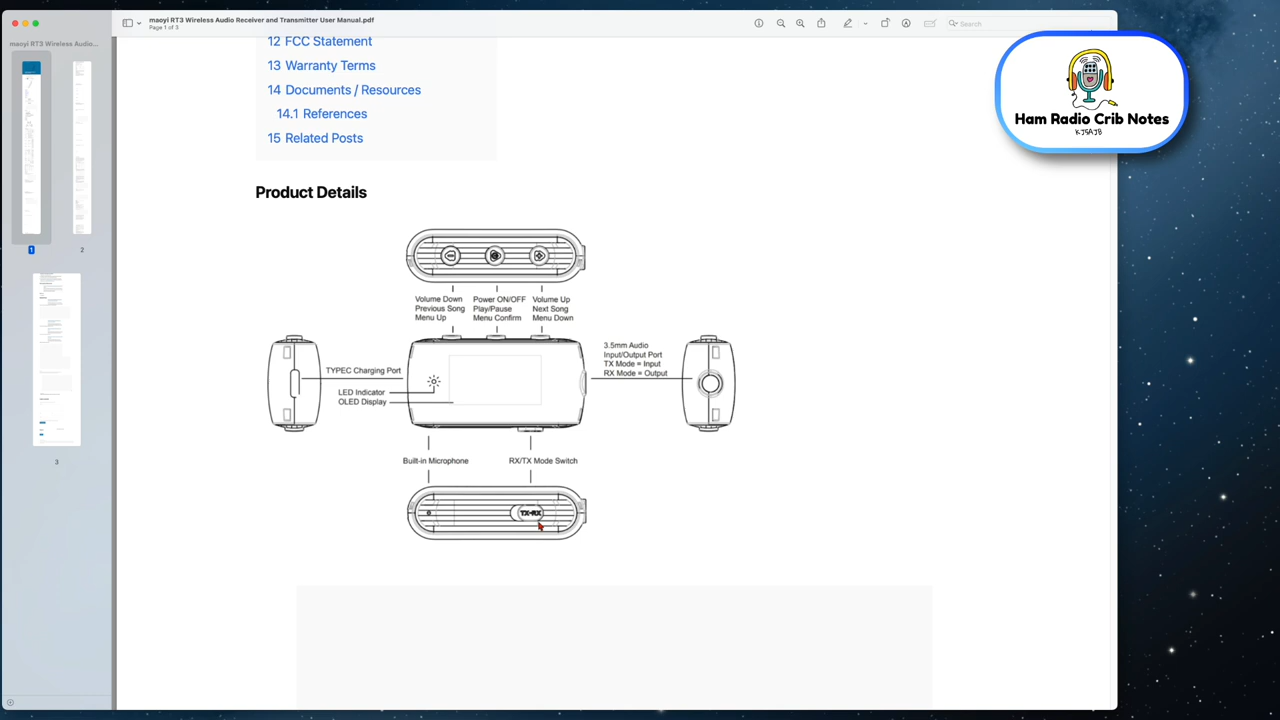 maoyi RT3 Wireless Audio Receiver and Transmitter User Manual.pdf
Page 1 of 3
Search
maoyi RT3 Wireless Audio...
1
2
3
12 FCC Statement
13 Warranty Terms
14 Documents / Resources
14.1 References
15 Related Posts
Ham Radio Crib Notes
KJ5AJB
Product Details
Volume Down
Previous Song
Menu Up
Power ON/OFF
Play/Pause
Menu Confirm
Volume Up
Next Song
Menu Down
TYPEC Charging Port
LED Indicator
OLED Display
3.5mm Audio
Input/Output Port
TX Mode = Input
RX Mode = Output
Built-in Microphone
RX/TX Mode Switch
TX•RX